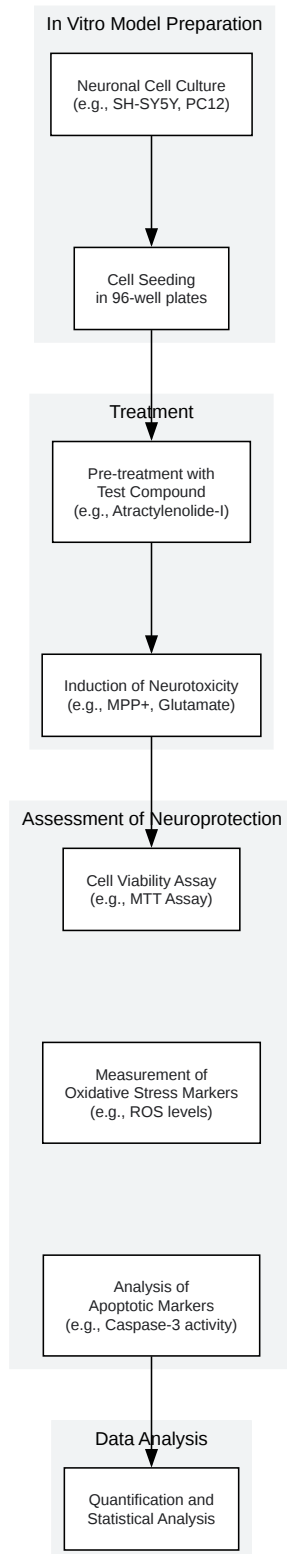 In Vitro Model Preparation
Neuronal Cell Culture
(e.g., SH-SY5Y, PC12)
Cell Seeding
in 96-well plates
Treatment
Pre-treatment with
Test Compound
(e.g., Atractylenolide-I)
Induction of Neurotoxicity
(e.g., MPP+, Glutamate)
Assessment of Neuroprotection
Cell Viability Assay
(e.g., MTT Assay)
Measurement of
Oxidative Stress Markers
(e.g., ROS levels)
Analysis of
Apoptotic Markers
(e.g., Caspase-3 activity)
Data Analysis
Quantification and
Statistical Analysis